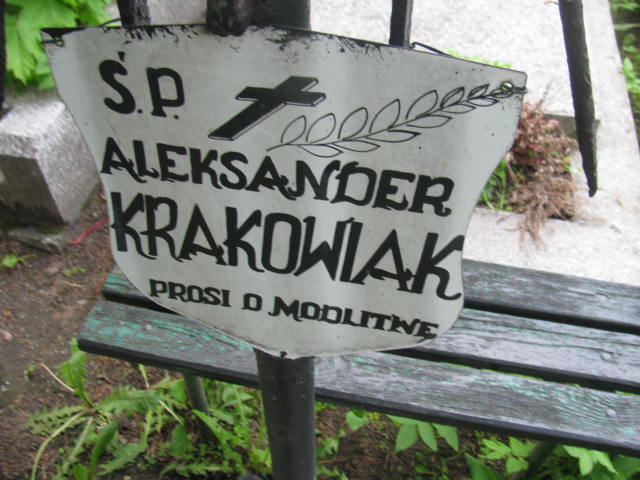 Ś.P.
ALEKSANDER
KRAKOWIAK
PROSI O MODLITWE